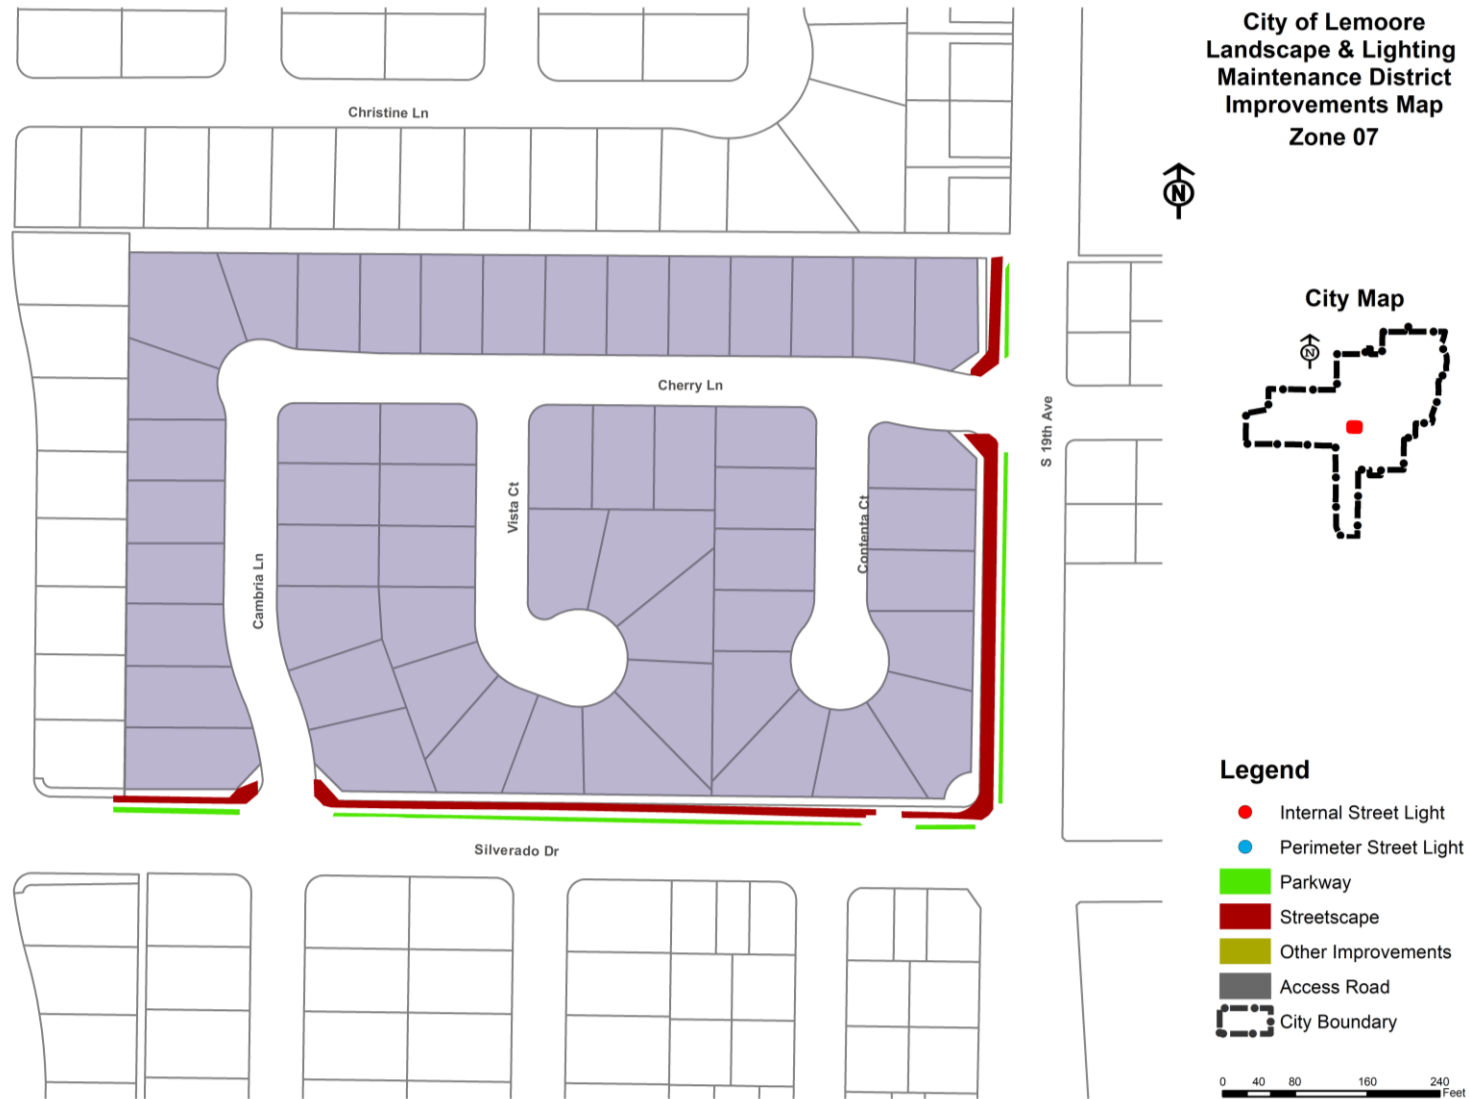 City of Lemoore
Landscape & Lighting
Maintenance District
Improvements Map
Zone 07
N
City Map
N
Christine Ln
Cherry Ln
S 19th Ave
Vista Ct
Contenta Ct
Cambria Ln
Silverado Dr
Legend
Internal Street Light
Perimeter Street Light
Parkway
Streetscape
Other Improvements
Access Road
City Boundary
0 40 80 160 240
Feet